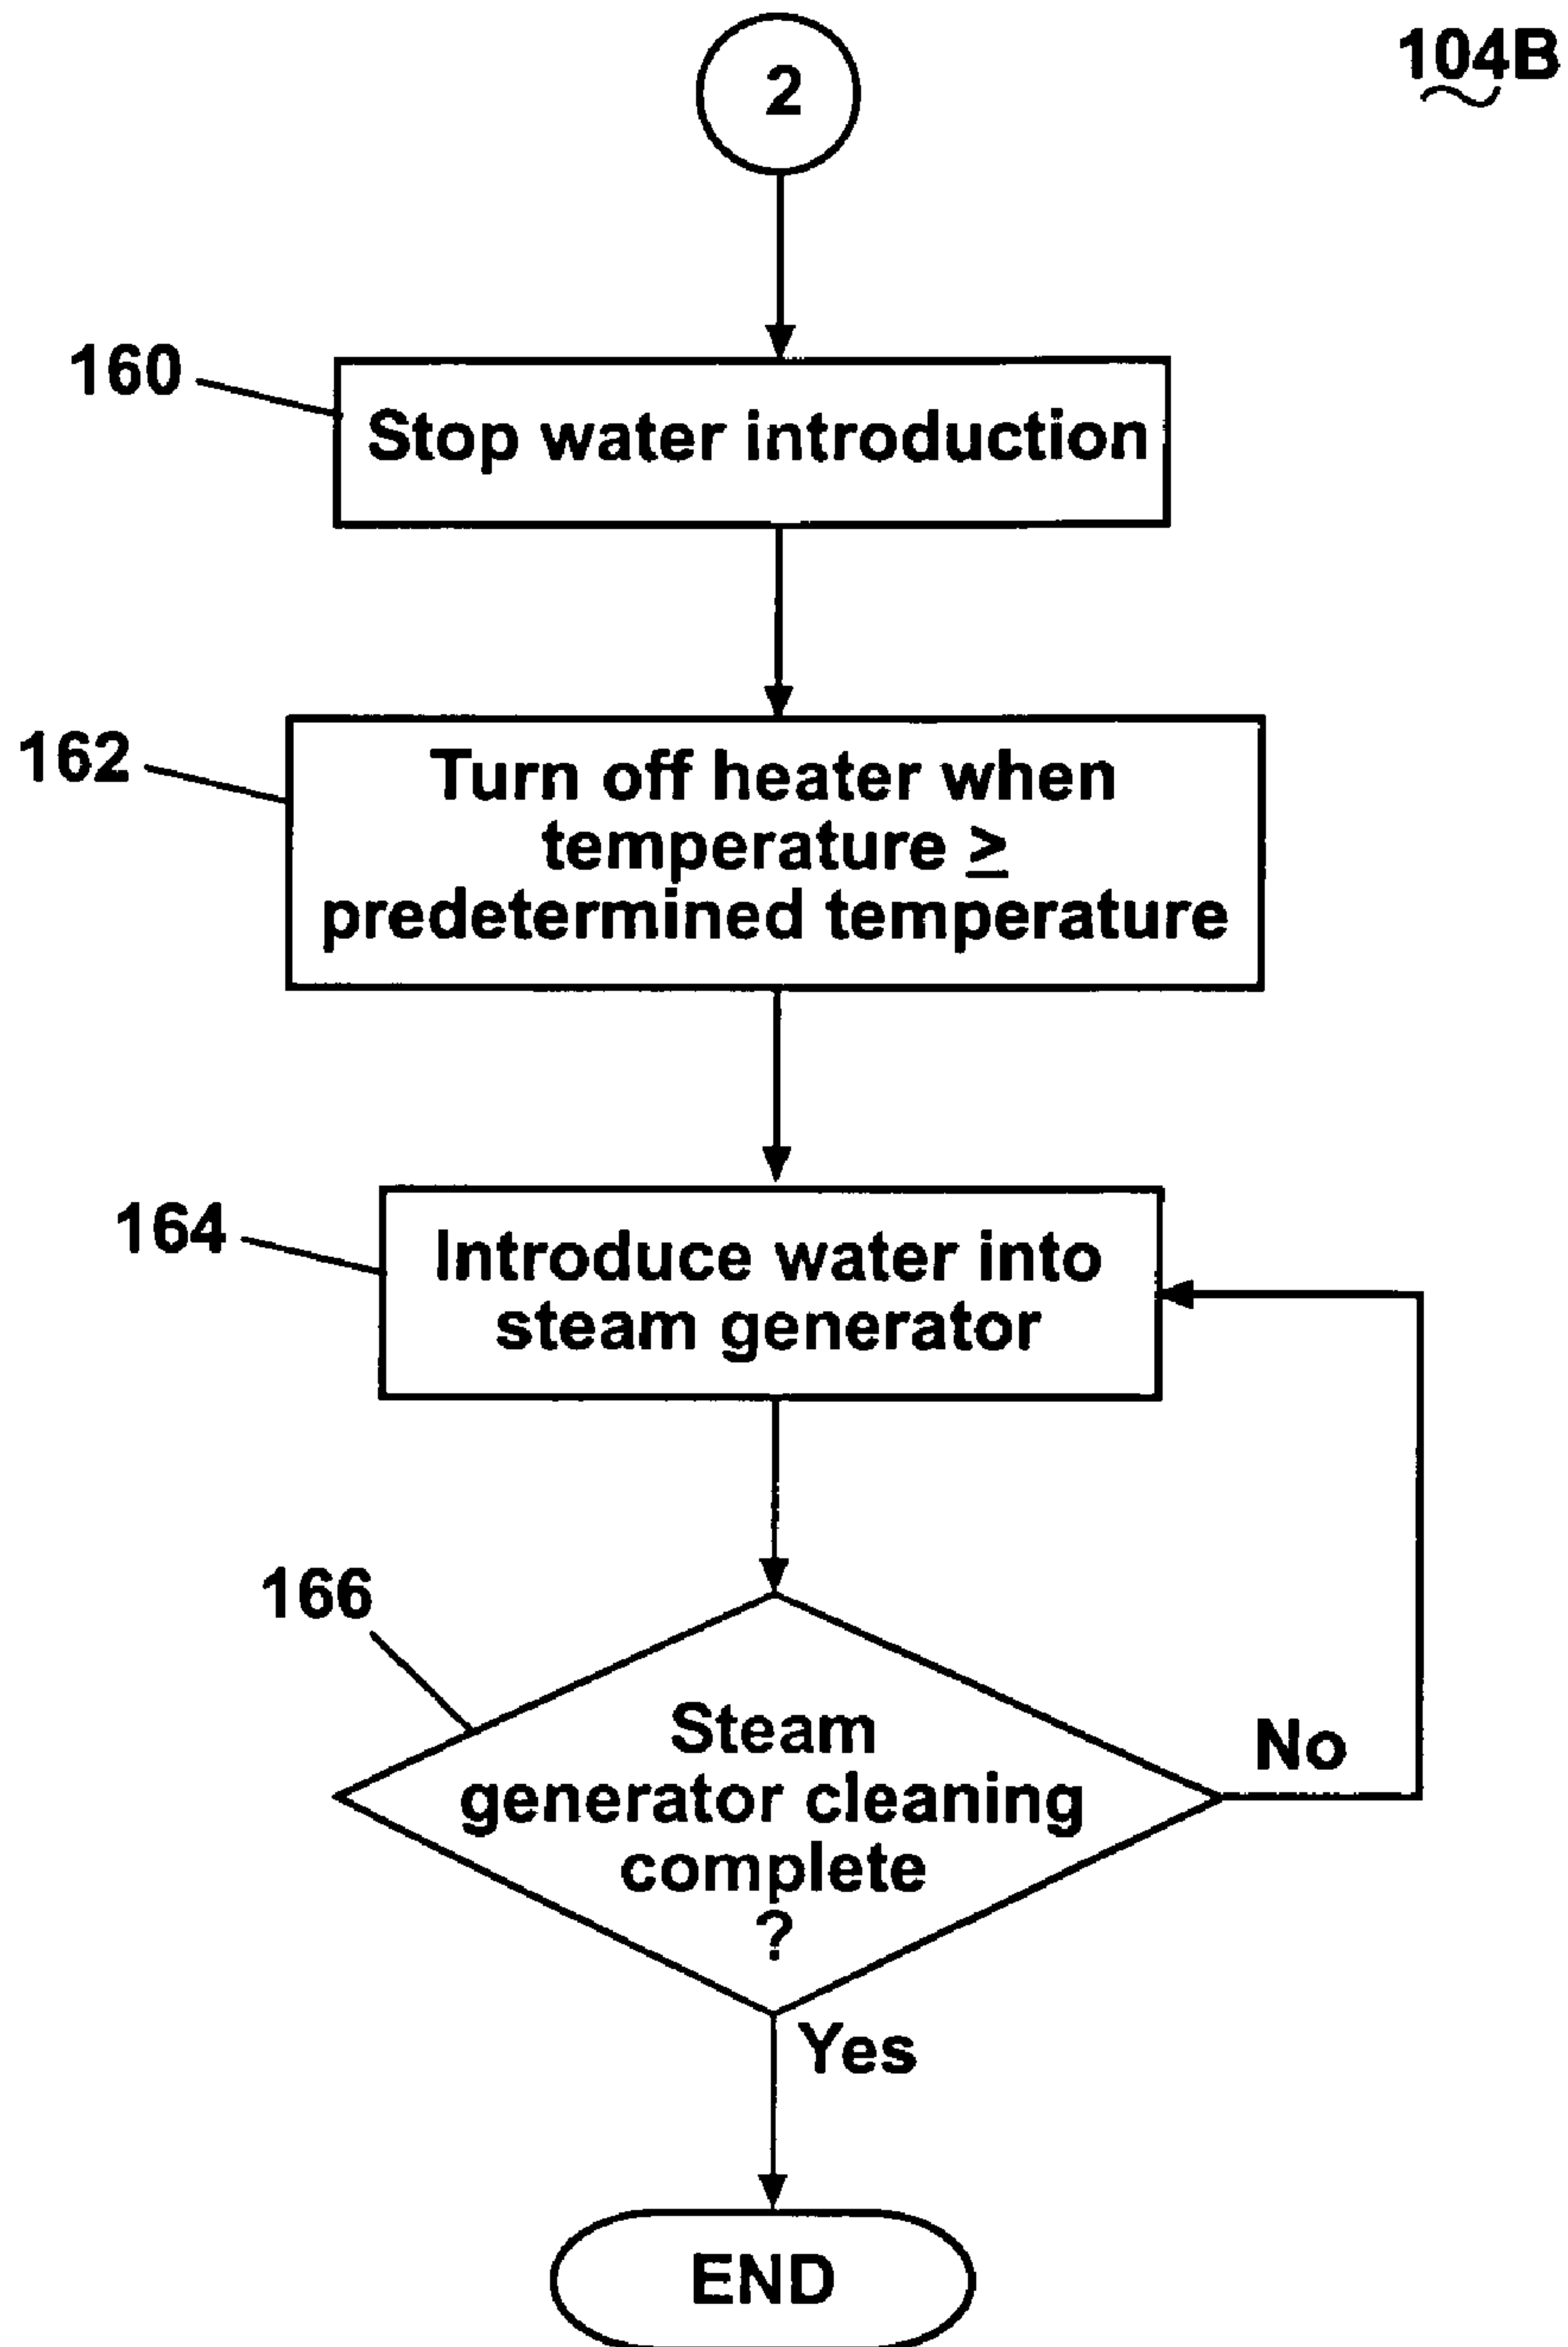 2
104B
160
Stop water introduction
162
Turn off heater when
temperature ≥
predetermined temperature
164
Introduce water into
steam generator
166
Steam
generator cleaning
complete
?
No
Yes
END